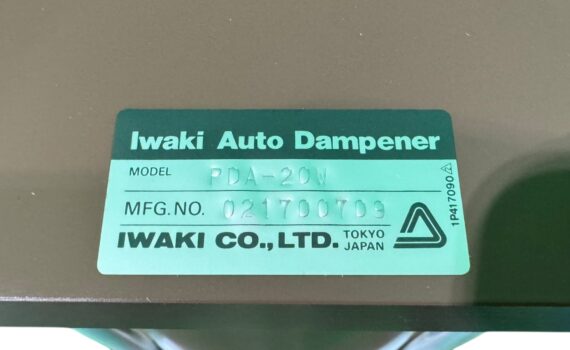 Iwaki Auto Dampener
MODEL PDA-20W
MFG.NO. 021700709
IWAKI CO.,LTD. TOKYO JAPAN
1P417090